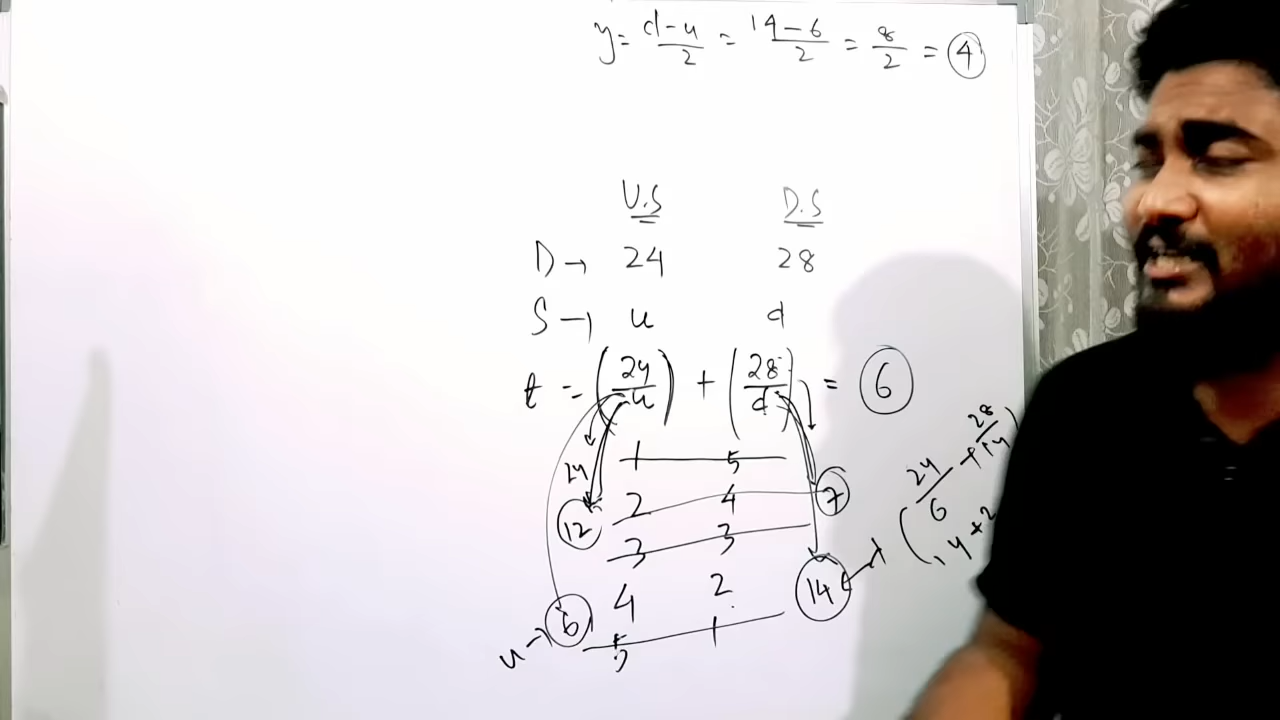 y = d-u/2 = 14-6/2 = 8/2 = 4
U.S D.S
D → 24 28
S → u d
t = (24/u) + (28/d) = 6
1 5
24
2 4 7
12
3 3
4 2 14
u → 6
5 1
(24/6 + 28/14)
4+2